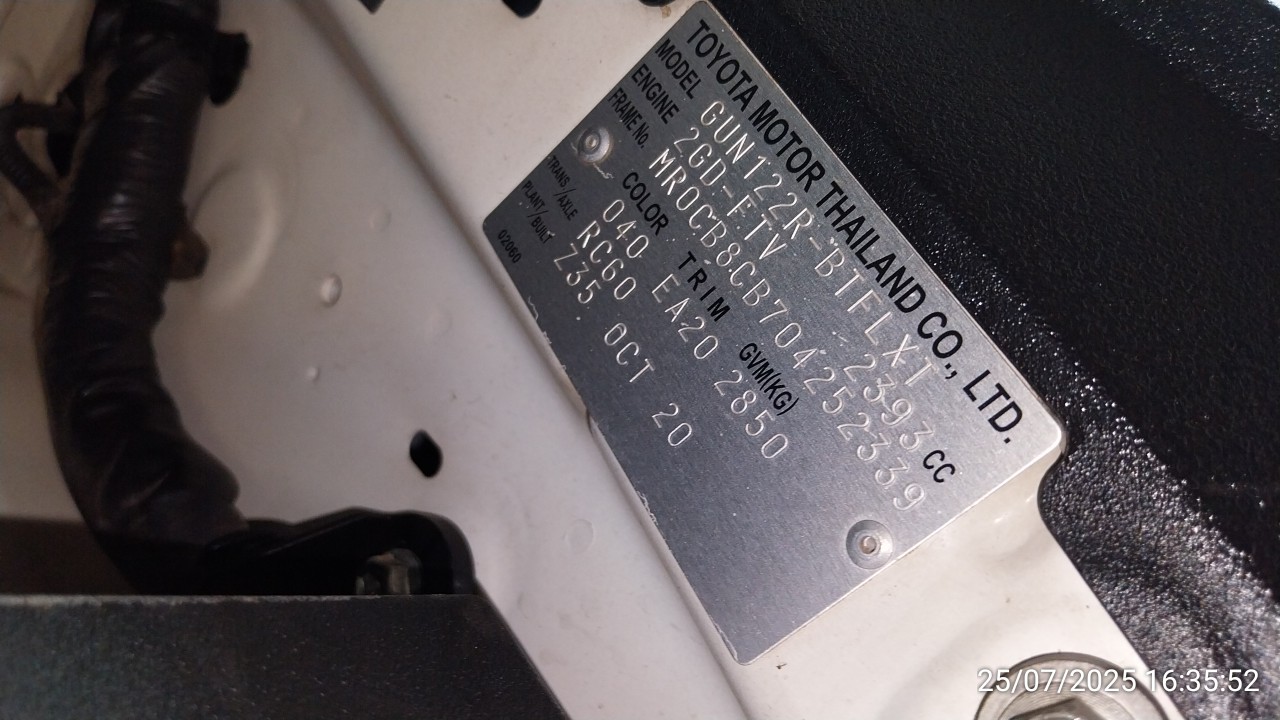 TOYOTA MOTOR THAILAND CO., LTD.
MODEL GUN122R-BTFLXT
ENGINE 2GD-FTV 2393 CC
FRAME No. MR0CB8CB704252339
COLOR TRIM GVM(KG)
040 EA20 2850
TRANS/AXLE RC60
PLANT/BUILT Z35 OCT 20
02060
25/07/2025 16:35:52